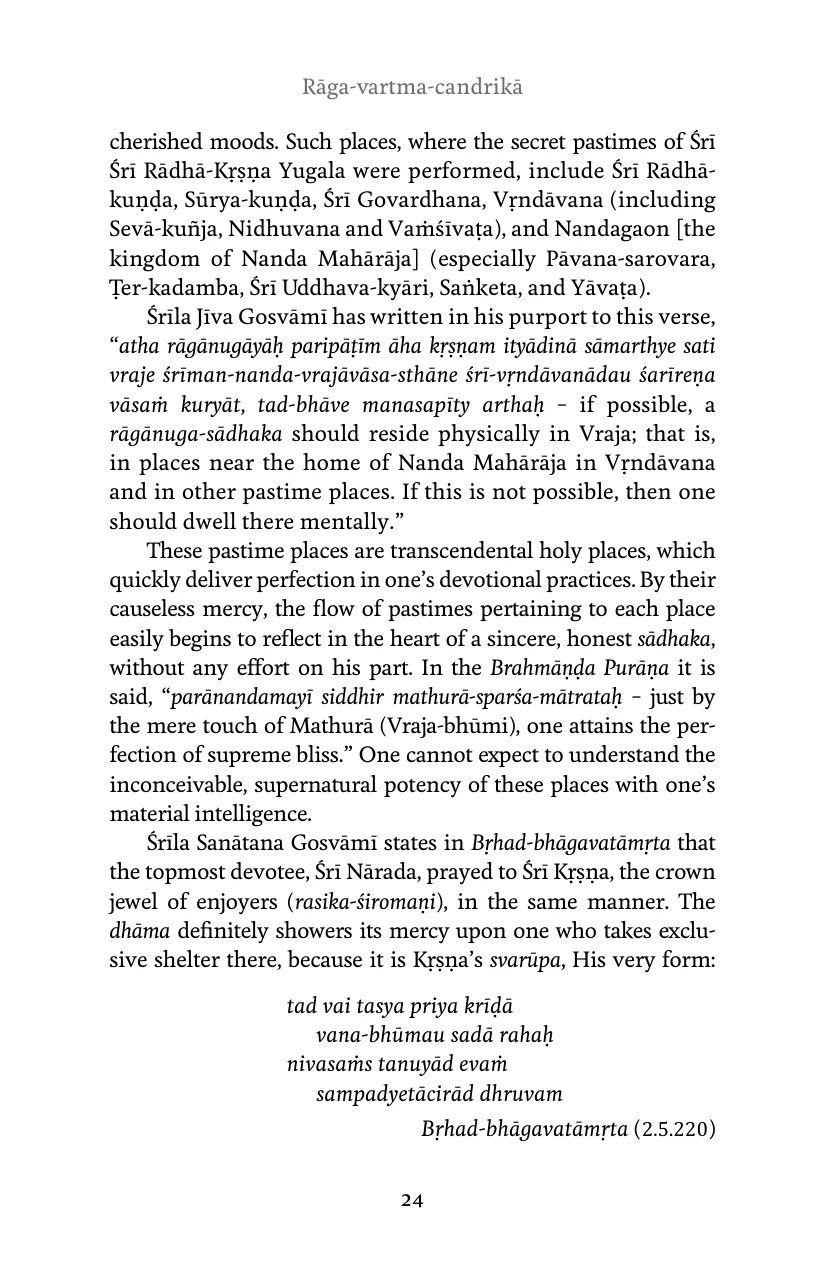 Rāga-vartma-candrikā
cherished moods. Such places, where the secret pastimes of Śrī
Śrī Rādhā-Kṛṣṇa Yugala were performed, include Śrī Rādhā-
kuṇḍa, Sūrya-kuṇḍa, Śrī Govardhana, Vṛndāvana (including
Sevā-kuñja, Nidhuvana and Vaṁśīvaṭa), and Nandagaon [the
kingdom of Nanda Mahārāja] (especially Pāvana-sarovara,
Ṭer-kadamba, Śrī Uddhava-kyāri, Saṅketa, and Yāvaṭa).
Śrīla Jīva Gosvāmī has written in his purport to this verse,
“atha rāgānugāyāḥ paripāṭīm āha kṛṣṇam ityādinā sāmarthye sati
vraje śrīman-nanda-vrajāvāsa-sthāne śrī-vṛndāvanādau śarīreṇa
vāsaṁ kuryāt, tad-bhāve manasapīty arthaḥ – if possible, a
rāgānuga-sādhaka should reside physically in Vraja; that is,
in places near the home of Nanda Mahārāja in Vṛndāvana
and in other pastime places. If this is not possible, then one
should dwell there mentally.”
These pastime places are transcendental holy places, which
quickly deliver perfection in one’s devotional practices. By their
causeless mercy, the flow of pastimes pertaining to each place
easily begins to reflect in the heart of a sincere, honest sādhaka,
without any effort on his part. In the Brahmāṇḍa Purāṇa it is
said, “parānandamayī siddhir mathurā-sparśa-mātrataḥ – just by
the mere touch of Mathurā (Vraja-bhūmi), one attains the per-
fection of supreme bliss.” One cannot expect to understand the
inconceivable, supernatural potency of these places with one’s
material intelligence.
Śrīla Sanātana Gosvāmī states in Bṛhad-bhāgavatāmṛta that
the topmost devotee, Śrī Nārada, prayed to Śrī Kṛṣṇa, the crown
jewel of enjoyers (rasika-śiromaṇi), in the same manner. The
dhāma definitely showers its mercy upon one who takes exclu-
sive shelter there, because it is Kṛṣṇa’s svarūpa, His very form:
tad vai tasya priya krīḍā
vana-bhūmau sadā rahaḥ
nivasaṁs tanuyād evaṁ
sampadyetācirād dhruvam
Bṛhad-bhāgavatāmṛta (2.5.220)
24